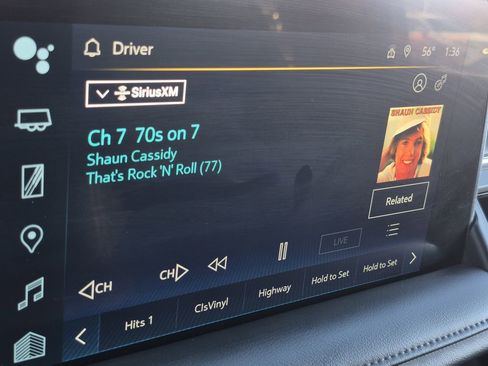 Driver
56° 1:36
SiriusXM
Ch 7 70s on 7
Shaun Cassidy
That's Rock 'N' Roll (77)
SHAUN CASSIDY
Related
LIVE
CH
CH
Hits 1
ClsVinyl
Highway
Hold to Set
Hold to Set